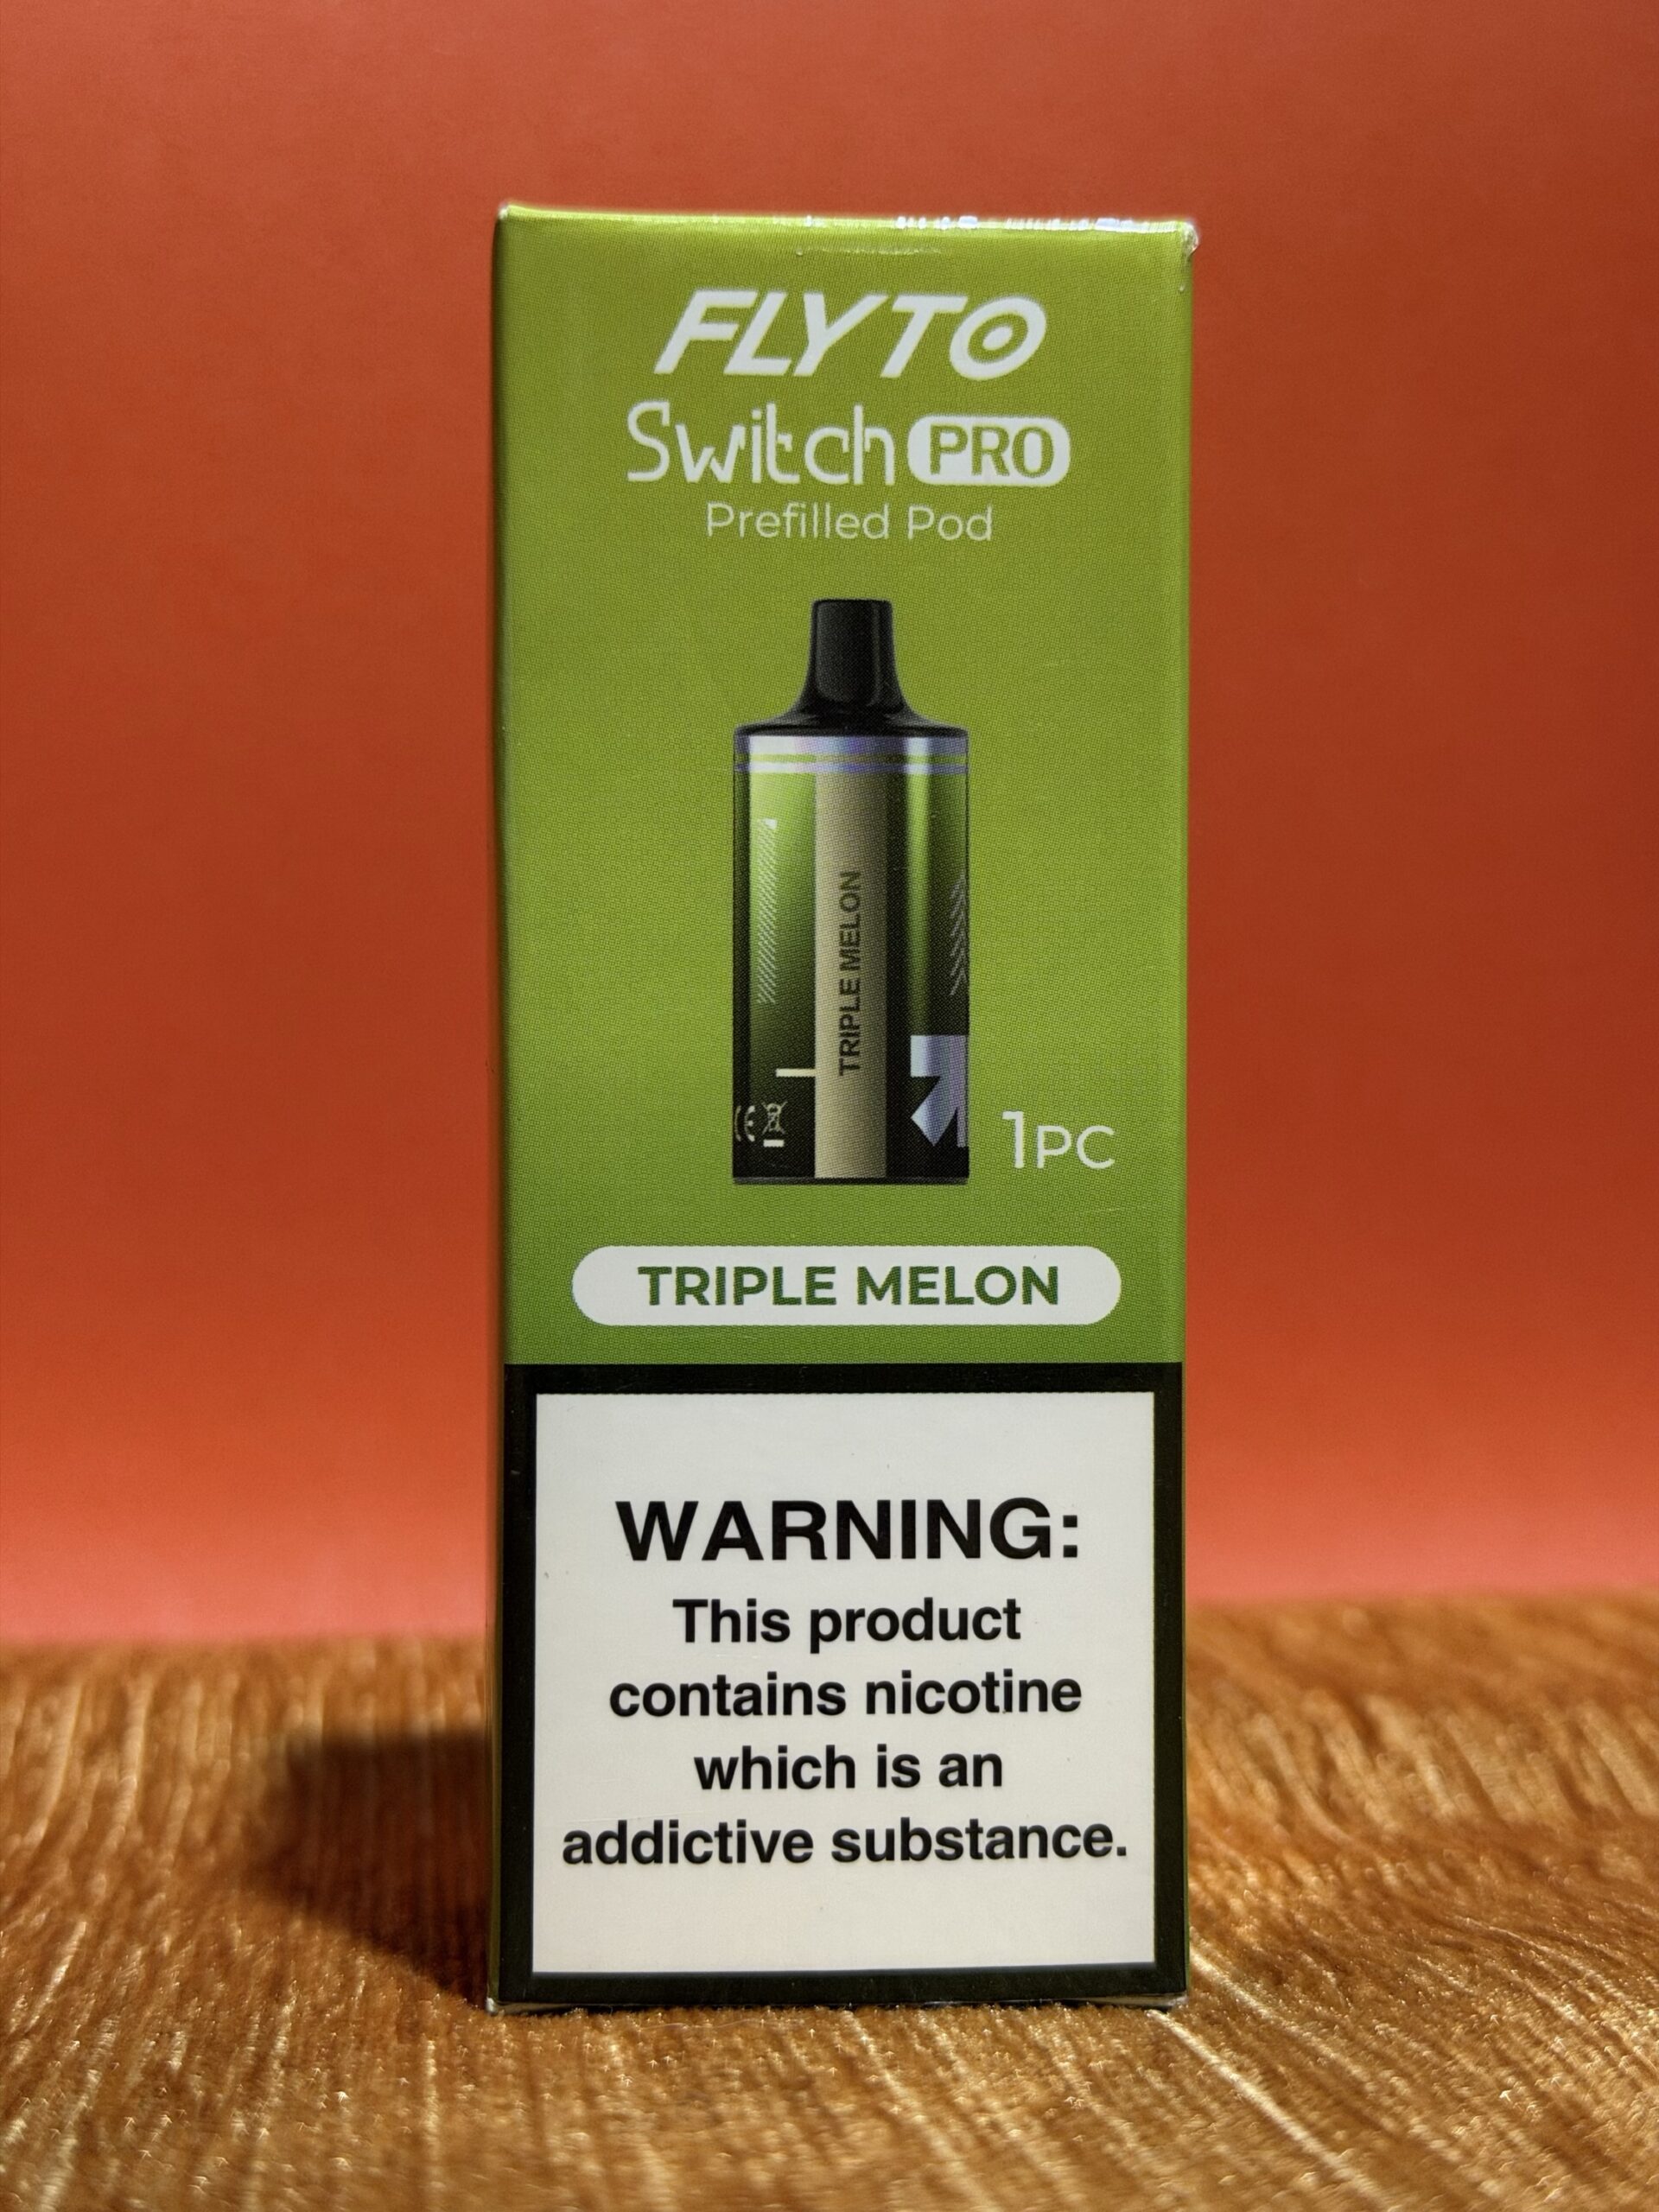 FLYTO
Switch PRO
Prefilled Pod
TRIPLE MELON
CE
1PC
TRIPLE MELON
WARNING:
This product
contains nicotine
which is an
addictive substance.